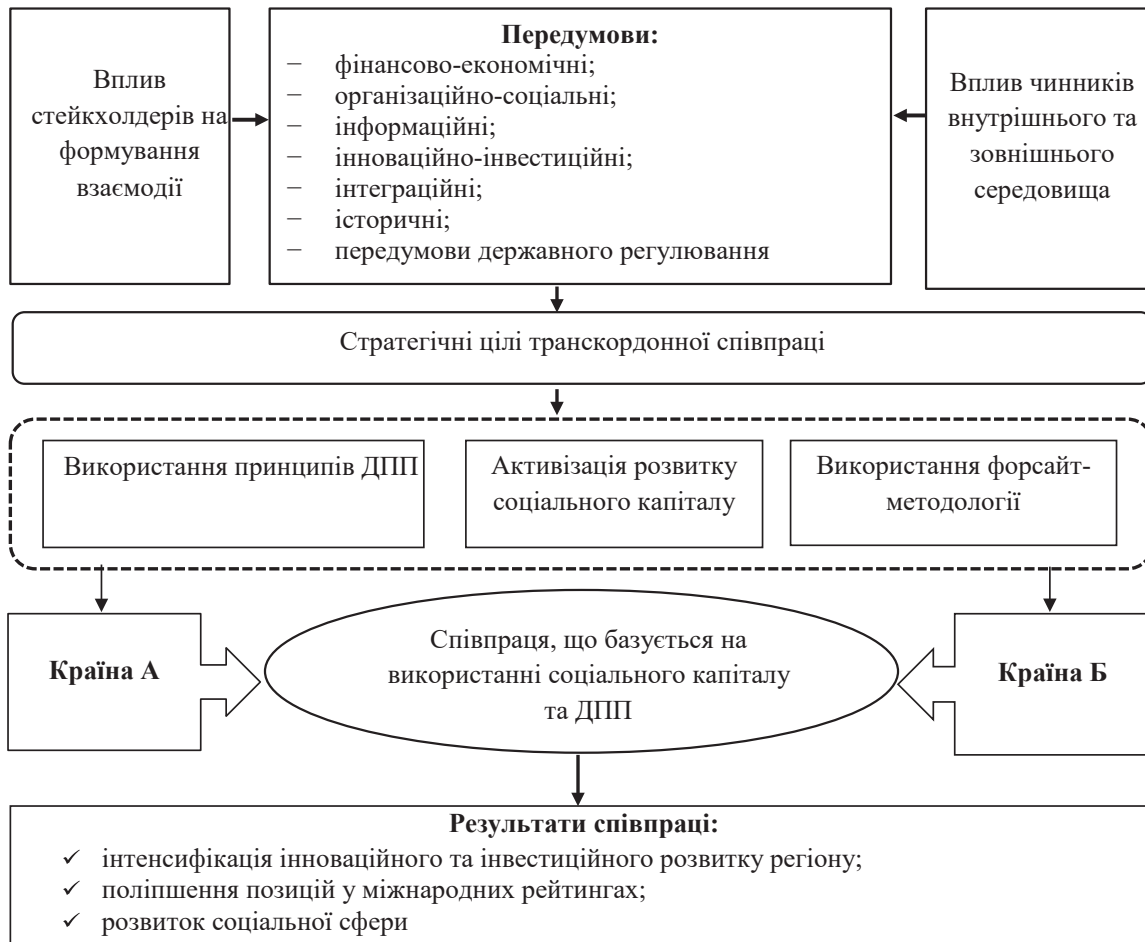 Вплив
стейкхолдерів на
формування
взаємодії
Передумови:
− фінансово-економічні;
− організаційно-соціальні;
− інформаційні;
− інноваційно-інвестиційні;
− інтеграційні;
− історичні;
− передумови державного регулювання
Вплив чинників
внутрішнього та
зовнішнього
середовища
Стратегічні цілі транскордонної співпраці
Використання принципів ДПП
Активізація розвитку
соціального капіталу
Використання форсайт-
методології
Країна А
Співпраця, що базується на
використанні соціального капіталу
та ДПП
Країна Б
Результати співпраці:
✓ інтенсифікація інноваційного та інвестиційного розвитку регіону;
✓ поліпшення позицій у міжнародних рейтингах;
✓ розвиток соціальної сфери